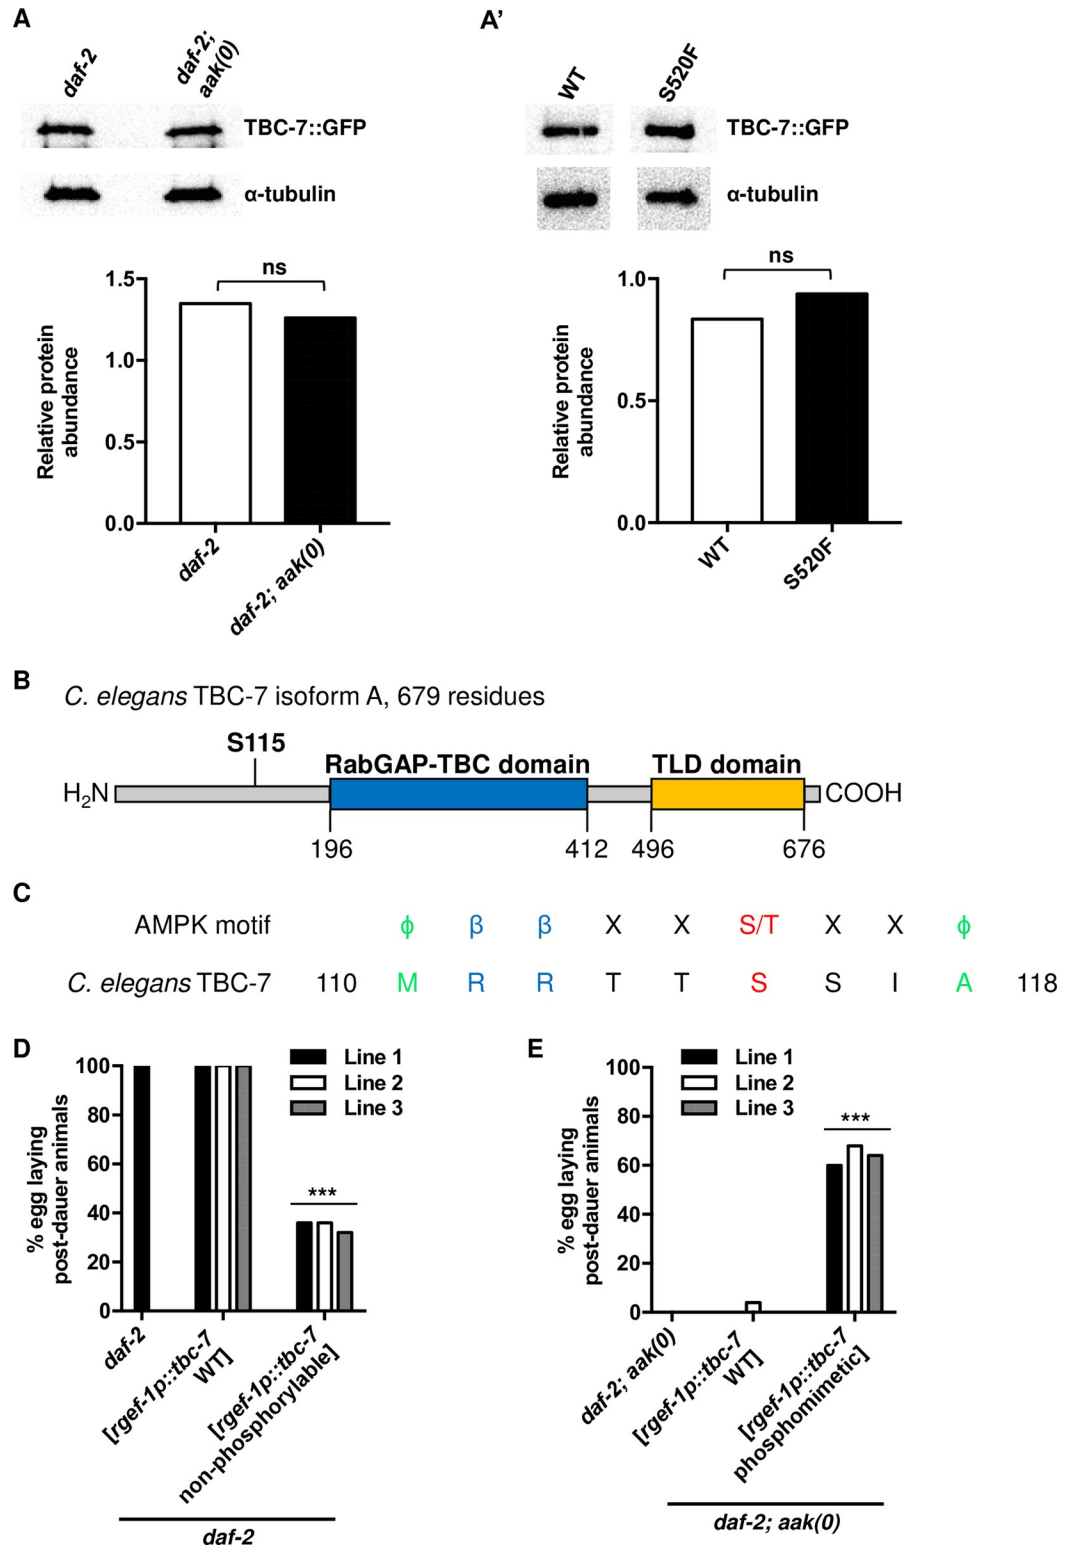 A
daf-2
daf-2;
aak(0)
TBC-7::GFP
α-tubulin
ns
1.5
1.0
0.5
0.0
Relative protein
abundance
daf-2
daf-2; aak(0)
A’
WT
S520F
TBC-7::GFP
α-tubulin
ns
1.0
0.5
0.0
Relative protein
abundance
WT
S520F
B
C. elegans TBC-7 isoform A, 679 residues
S115
RabGAP-TBC domain
TLD domain
H2N
COOH
196
412
496
676
C
AMPK motif ϕ β β X X S/T X X ϕ
C. elegans TBC-7 110 M R R T T S S I A 118
D
Line 1
Line 2
Line 3
100
80
60
40
20
0
% egg laying
post-dauer animals
***
daf-2
[rgef-1p::tbc-7
WT]
[rgef-1p::tbc-7
non-phosphorylable]
daf-2
E
Line 1
Line 2
Line 3
100
80
60
40
20
0
% egg laying
post-dauer animals
***
daf-2; aak(0)
[rgef-1p::tbc-7
WT]
[rgef-1p::tbc-7
phosphomimetic]
daf-2; aak(0)